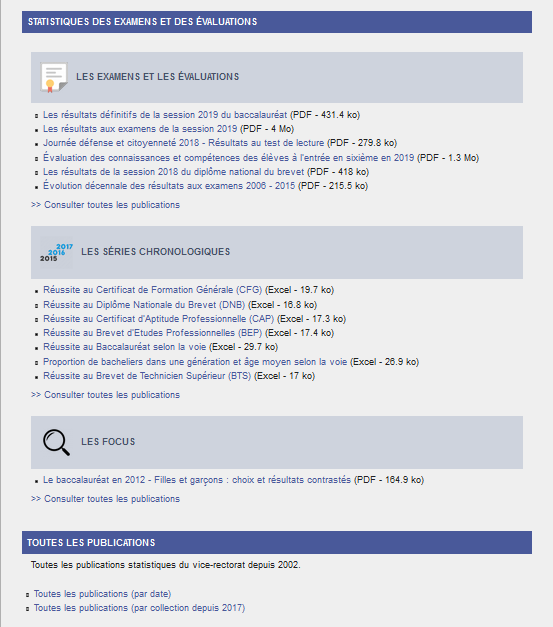 STATISTIQUES DES EXAMENS ET DES ÉVALUATIONS
LES EXAMENS ET LES ÉVALUATIONS
Les résultats définitifs de la session 2019 du baccalauréat (PDF - 431.4 ko)
Les résultats aux examens de la session 2019 (PDF - 4 Mo)
Journée défense et citoyenneté 2018 - Résultats au test de lecture (PDF - 279.8 ko)
Évaluation des connaissances et compétences des élèves à l'entrée en sixième en 2019 (PDF - 1.3 Mo)
Les résultats de la session 2018 du diplôme national du brevet (PDF - 418 ko)
Évolution décennale des résultats aux examens 2006 - 2015 (PDF - 215.5 ko)
>> Consulter toutes les publications
2017
2016
2015
LES SÉRIES CHRONOLOGIQUES
Réussite au Certificat de Formation Générale (CFG) (Excel - 19.7 ko)
Réussite au Diplôme Nationale du Brevet (DNB) (Excel - 16.8 ko)
Réussite au Certificat d'Aptitude Professionnelle (CAP) (Excel - 17.3 ko)
Réussite au Brevet d'Etudes Professionnelles (BEP) (Excel - 17.4 ko)
Réussite au Baccalauréat selon la voie (Excel - 29.7 ko)
Proportion de bacheliers dans une génération et âge moyen selon la voie (Excel - 26.9 ko)
Réussite au Brevet de Technicien Supérieur (BTS) (Excel - 17 ko)
>> Consulter toutes les publications
LES FOCUS
Le baccalauréat en 2012 - Filles et garçons : choix et résultats contrastés (PDF - 164.9 ko)
>> Consulter toutes les publications
TOUTES LES PUBLICATIONS
Toutes les publications statistiques du vice-rectorat depuis 2002.
Toutes les publications (par date)
Toutes les publications (par collection depuis 2017)